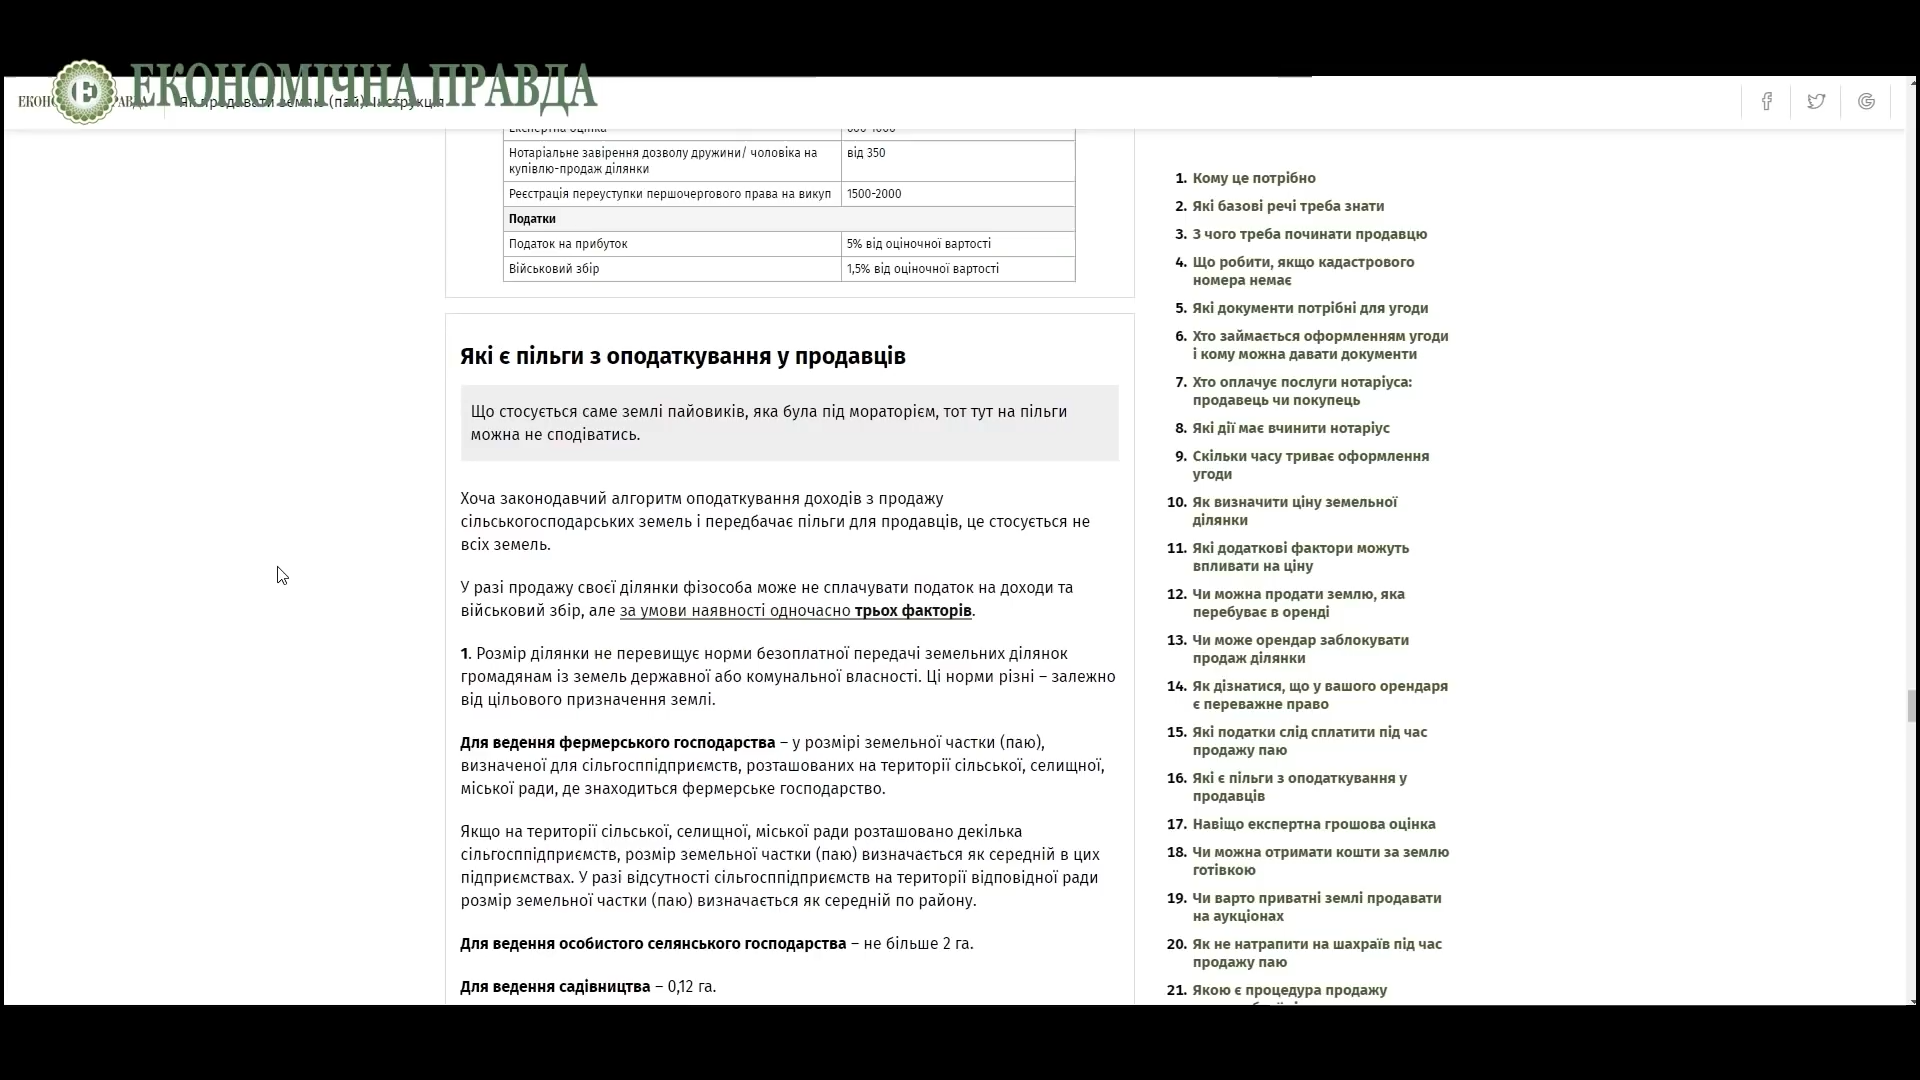 ЕКОНОМІЧНА ПРАВДА
Як продавати землю (пай). Інструкція
Експертна оцінка
Нотаріальне завірення дозволу дружини/ чоловіка на
купівлю-продаж ділянки
від 350
Реєстрація переуступки першочергового права на викуп
1500-2000
Податки
Податок на прибуток
5% від оціночної вартості
Військовий збір
1,5% від оціночної вартості
Які є пільги з оподаткування у продавців
Що стосується саме землі пайовиків, яка була під мораторієм, тот тут на пільги
можна не сподіватись.
Хоча законодавчий алгоритм оподаткування доходів з продажу
сільськогосподарських земель і передбачає пільги для продавців, це стосується не
всіх земель.
У разі продажу своєї ділянки фізособа може не сплачувати податок на доходи та
військовий збір, але за умови наявності одночасно трьох факторів.
1. Розмір ділянки не перевищує норми безоплатної передачі земельних ділянок
громадянам із земель державної або комунальної власності. Ці норми різні – залежно
від цільового призначення землі.
Для ведення фермерського господарства – у розмірі земельної частки (паю),
визначеної для сільгосппідприємств, розташованих на території сільської, селищної,
міської ради, де знаходиться фермерське господарство.
Якщо на території сільської, селищної, міської ради розташовано декілька
сільгосппідприємств, розмір земельної частки (паю) визначається як середній в цих
підприємствах. У разі відсутності сільгосппідприємств на території відповідної ради
розмір земельної частки (паю) визначається як середній по району.
Для ведення особистого селянського господарства – не більше 2 га.
Для ведення садівництва – 0,12 га.
1. Кому це потрібно
2. Які базові речі треба знати
3. З чого треба починати продавцю
4. Що робити, якщо кадастрового
номера немає
5. Які документи потрібні для угоди
6. Хто займається оформленням угоди
і кому можна давати документи
7. Хто оплачує послуги нотаріуса:
продавець чи покупець
8. Які дії має вчинити нотаріус
9. Скільки часу триває оформлення
угоди
10. Як визначити ціну земельної
ділянки
11. Які додаткові фактори можуть
впливати на ціну
12. Чи можна продати землю, яка
перебуває в оренді
13. Чи може орендар заблокувати
продаж ділянки
14. Як дізнатися, що у вашого орендаря
є переважне право
15. Які податки слід сплатити під час
продажу паю
16. Які є пільги з оподаткування у
продавців
17. Навіщо експертна грошова оцінка
18. Чи можна отримати кошти за землю
готівкою
19. Чи варто приватні землі продавати
на аукціонах
20. Як не натрапити на шахраїв під час
продажу паю
21. Якою є процедура продажу